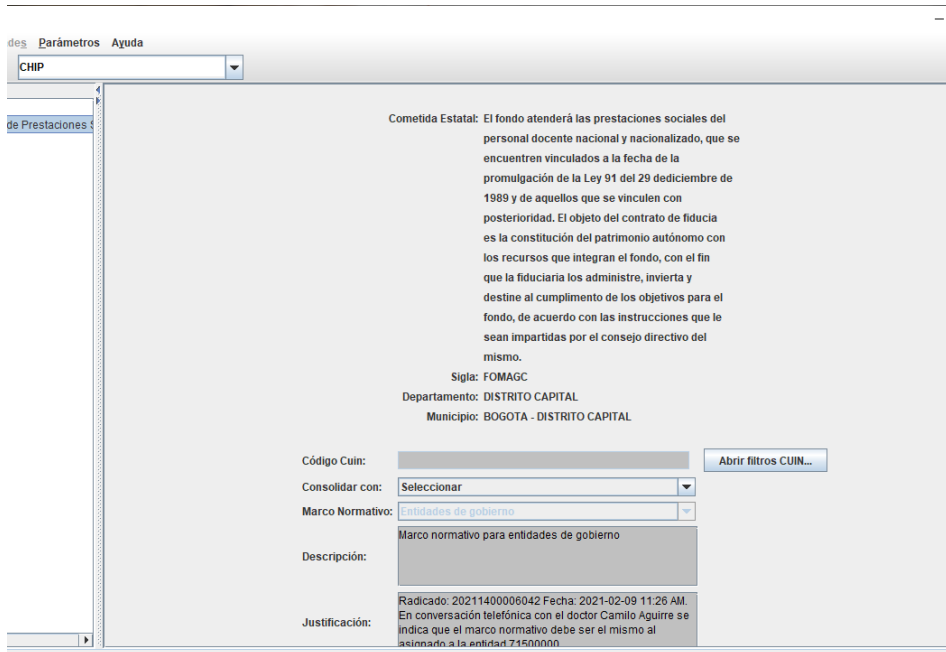 des Parámetros Ayuda
CHIP
de Prestaciones S
Cometida Estatal: El fondo atenderá las prestaciones sociales del
personal docente nacional y nacionalizado, que se
encuentren vinculados a la fecha de la
promulgación de la Ley 91 del 29 dediciembre de
1989 y de aquellos que se vinculen con
posterioridad. El objeto del contrato de fiducia
es la constitución del patrimonio autónomo con
los recursos que integran el fondo, con el fin
que la fiduciaria los administre, invierta y
destine al cumplimento de los objetivos para el
fondo, de acuerdo con las instrucciones que le
sean impartidas por el consejo directivo del
mismo.
Sigla: FOMAGC
Departamento: DISTRITO CAPITAL
Municipio: BOGOTA - DISTRITO CAPITAL
Código Cuin: Abrir filtros CUIN...
Consolidar con: Seleccionar
Marco Normativo: Entidades de gobierno
Descripción: Marco normativo para entidades de gobierno
Justificación: Radicado: 20211400006042 Fecha: 2021-02-09 11:26 AM.
En conversación telefónica con el doctor Camilo Aguirre se
indica que el marco normativo debe ser el mismo al
asignado a la entidad 71500000